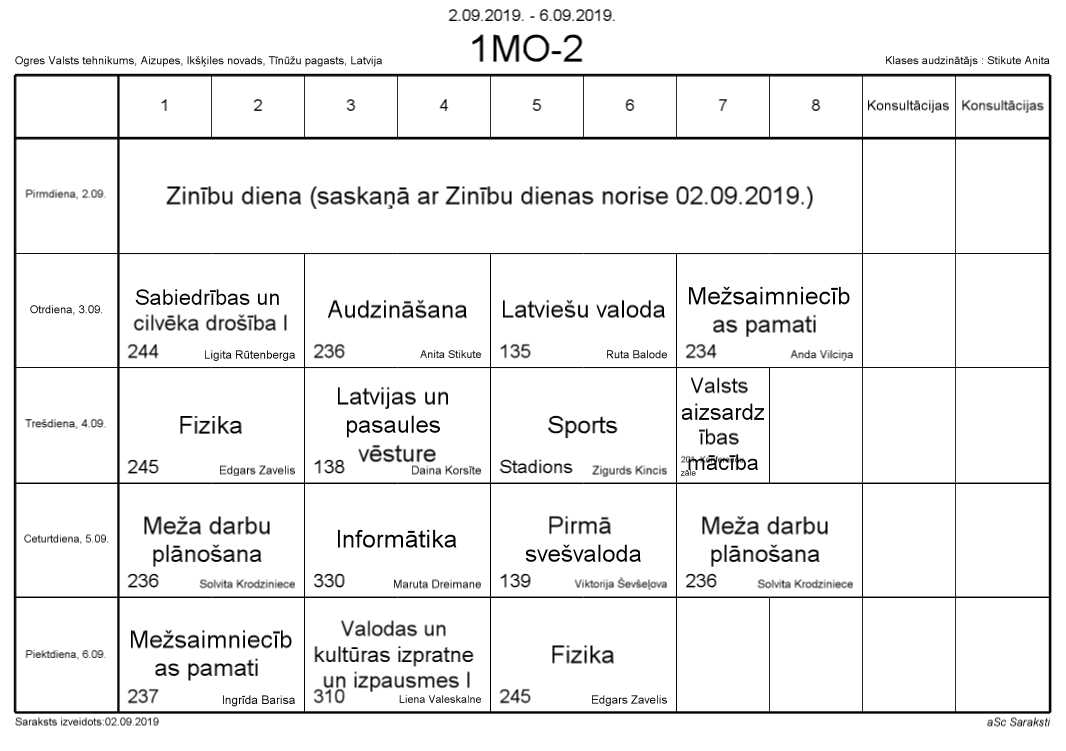 2.09.2019. - 6.09.2019.
1MO-2
Ogres Valsts tehnikums, Aizupes, Ikšķiles novads, Tīnūžu pagasts, Latvija
Klases audzinātājs : Stikute Anita
1 2 3 4 5 6 7 8 Konsultācijas Konsultācijas
Pirmdiena, 2.09.
Zinību diena (saskaņā ar Zinību dienas norise 02.09.2019.)
Otrdiena, 3.09.
Sabiedrības un
cilvēka drošība I
244 Ligita Rūtenberga
Audzināšana
236 Anita Stikute
Latviešu valoda
135 Ruta Balode
Mežsaimniecīb
as pamati
234 Anda Vilciņa
Trešdiena, 4.09.
Fizika
245 Edgars Zavelis
Latvijas un
pasaules
vēsture
138 Daina Korsīte
Sports
Stadions Zigurds Kincis
Valsts
aizsardz
ības
mācība
zāle
Ceturtdiena, 5.09.
Meža darbu
plānošana
236 Solvita Krodziniece
Informātika
330 Maruta Dreimane
Pirmā
svešvaloda
139 Viktorija Ševšeļova
Meža darbu
plānošana
236 Solvita Krodziniece
Piektdiena, 6.09.
Mežsaimniecīb
as pamati
237 Ingrīda Barisa
Valodas un
kultūras izpratne
un izpausmes I
310 Liena Valeskalne
Fizika
245 Edgars Zavelis
Saraksts izveidots:02.09.2019
aSc Saraksti